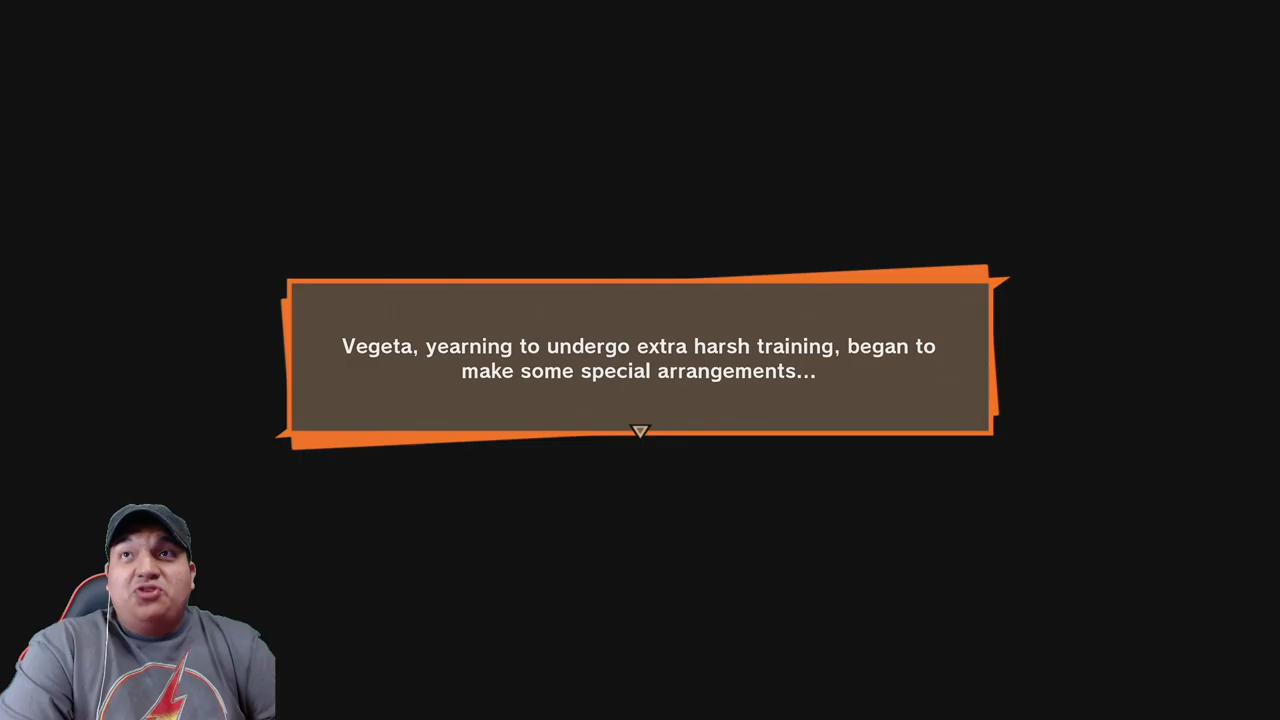 Vegeta, yearning to undergo extra harsh training, began to
make some special arrangements...